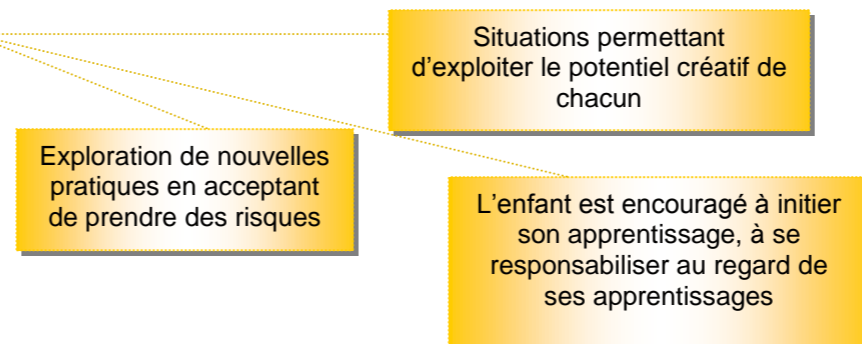 Situations permettant
d’exploiter le potentiel créatif de
chacun
Exploration de nouvelles
pratiques en acceptant
de prendre des risques
L’enfant est encouragé à initier
son apprentissage, à se
responsabiliser au regard de
ses apprentissages